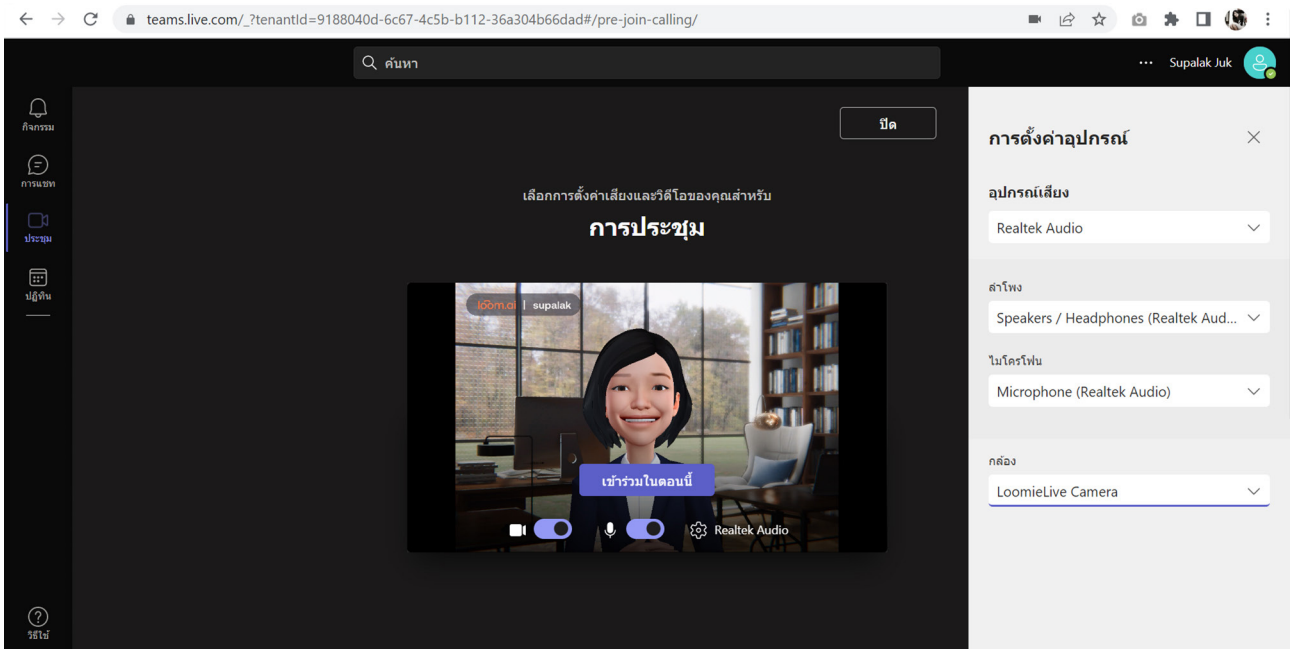 teams.live.com/_?tenantId=9188040d-6c67-4c5b-b112-36a304b66dad#/pre-join-calling/
ค้นหา
Supalak Juk
กิจกรรม
การแชท
ประชุม
ปฏิทิน
วิธีใช้
ปิด
เลือกการตั้งค่าเสียงและวิดีโอของคุณสำหรับ
การประชุม
loom.ai | supalak
เข้าร่วมในตอนนี้
Realtek Audio
การตั้งค่าอุปกรณ์
อุปกรณ์เสียง
Realtek Audio
ลำโพง
Speakers / Headphones (Realtek Aud...
ไมโครโฟน
Microphone (Realtek Audio)
กล้อง
LoomieLive Camera